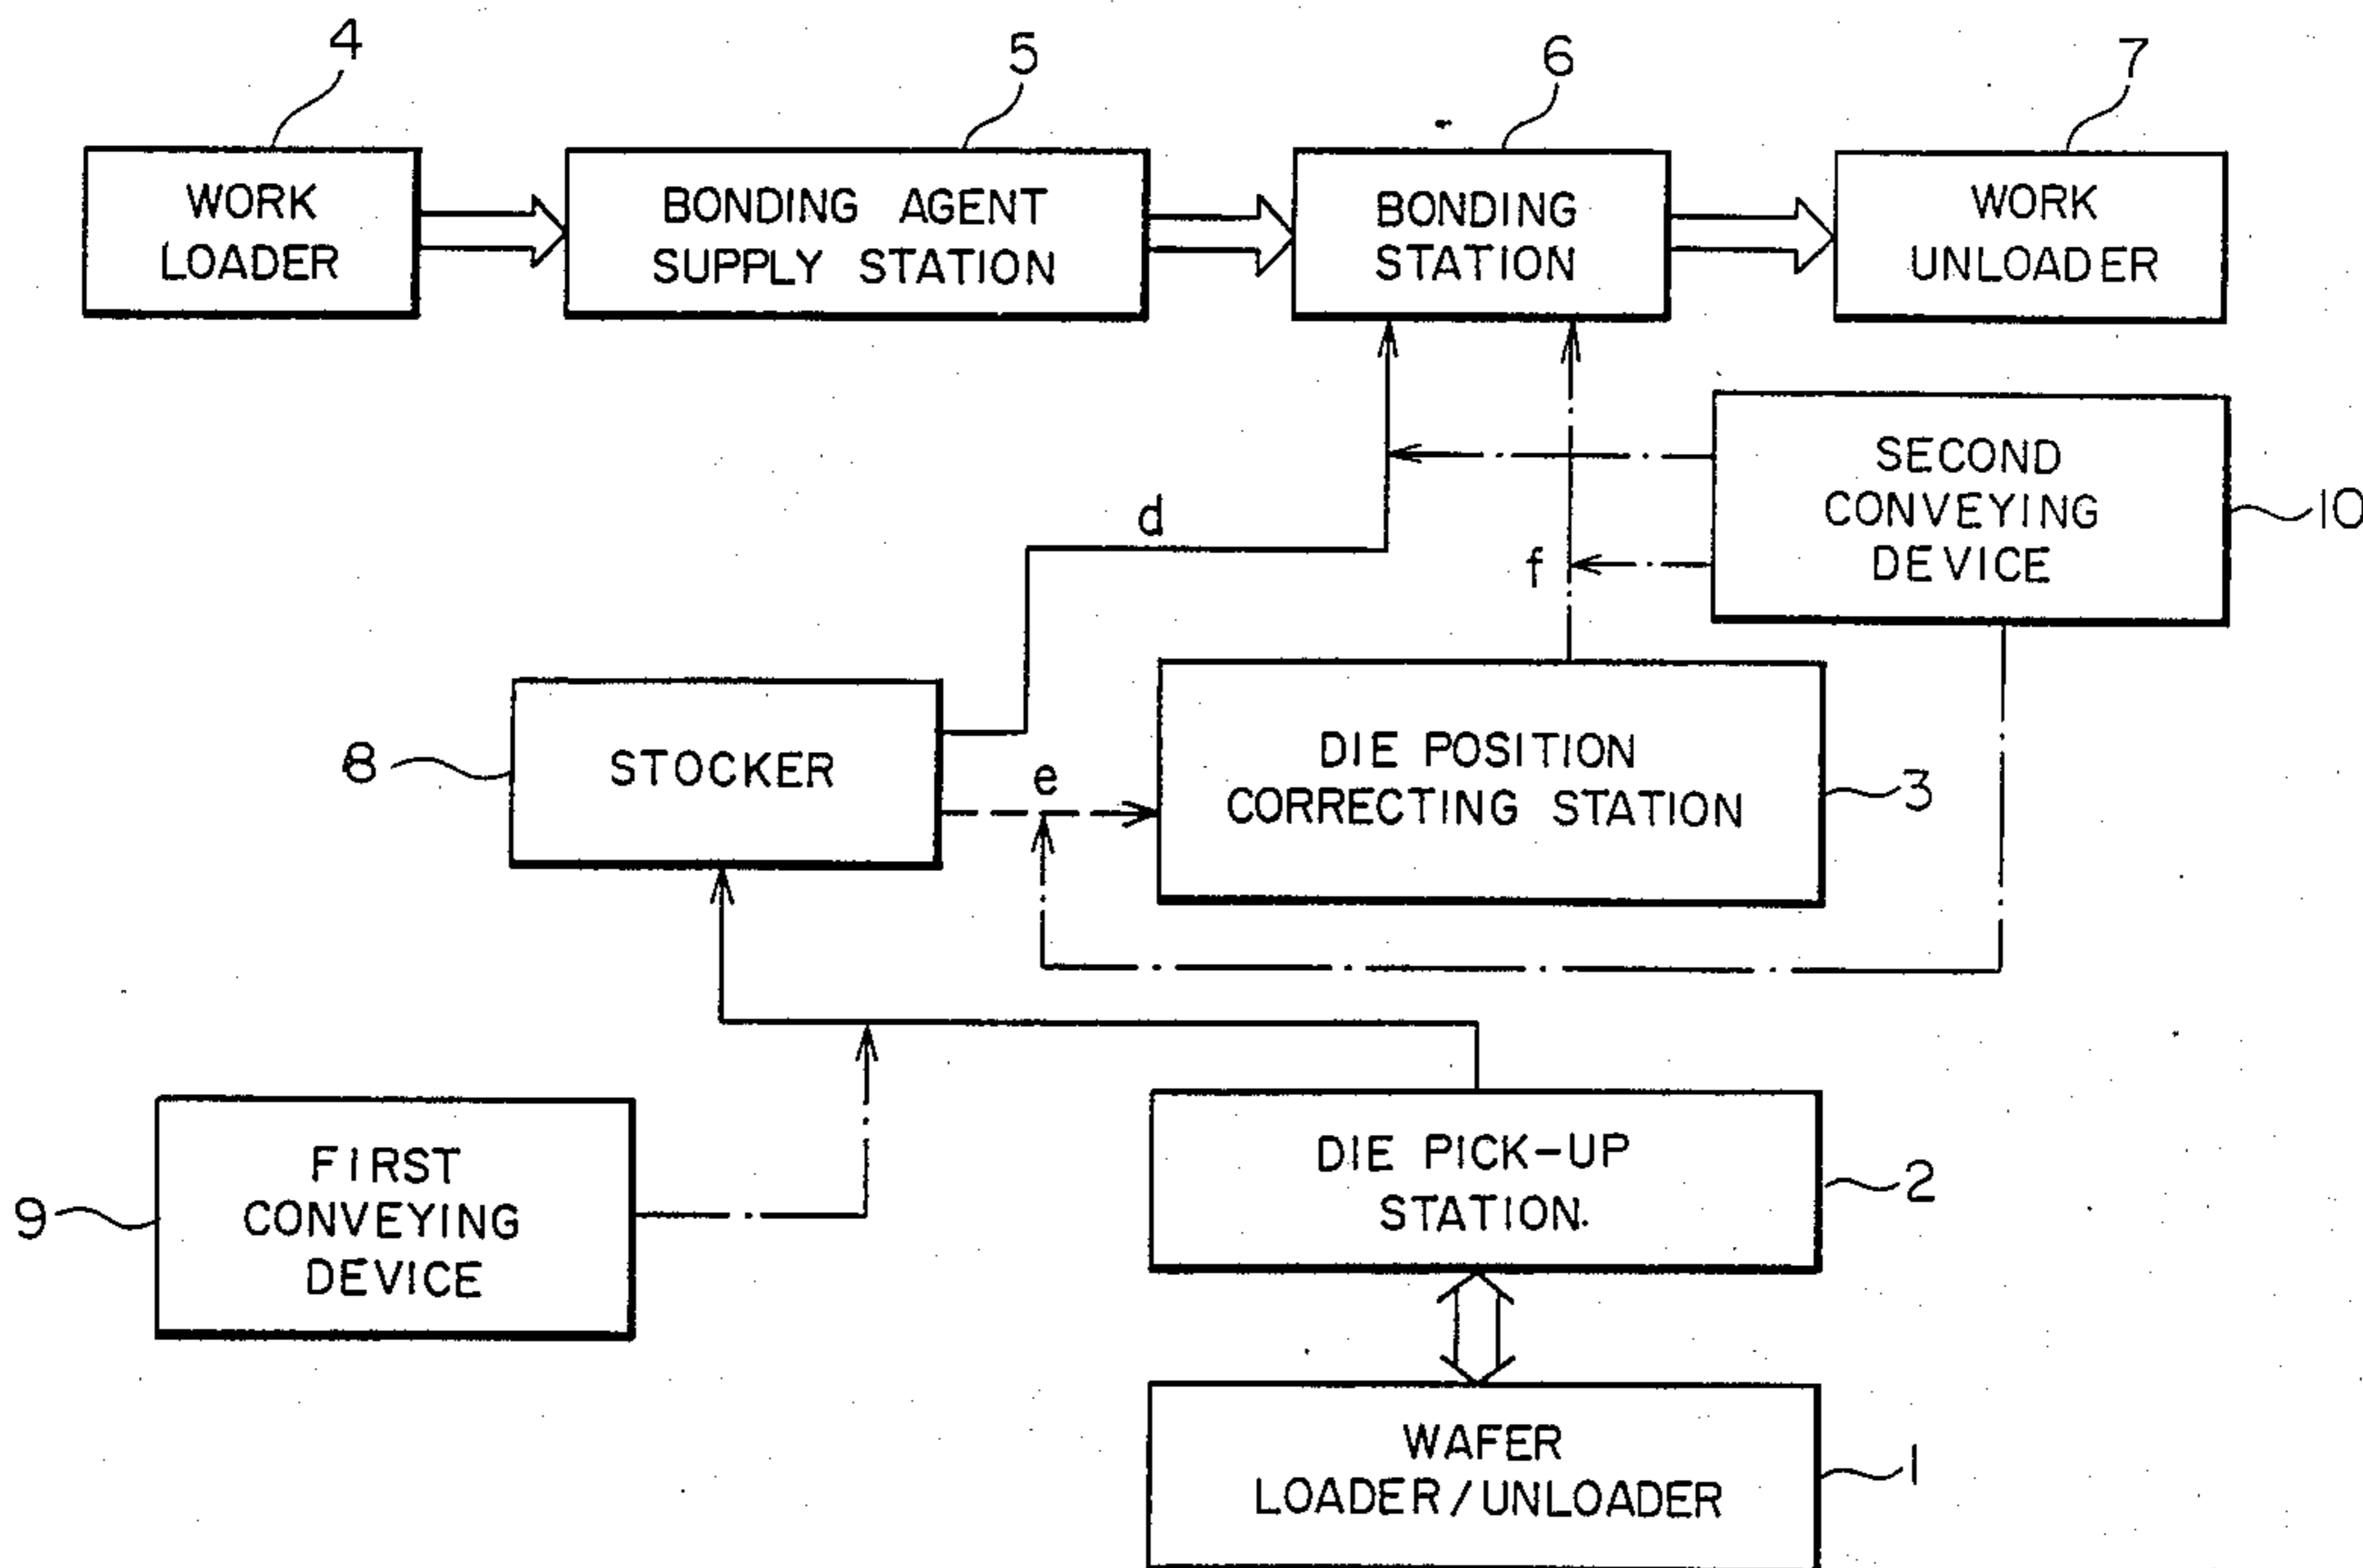 4
5
6
7
WORK
LOADER
BONDING AGENT
SUPPLY STATION
BONDING
STATION
WORK
UNLOADER
SECOND
CONVEYING
DEVICE
10
d
f
8
STOCKER
e
DIE POSITION
CORRECTING STATION
3
9
FIRST
CONVEYING
DEVICE
DIE PICK-UP
STATION.
2
WAFER
LOADER/UNLOADER
1